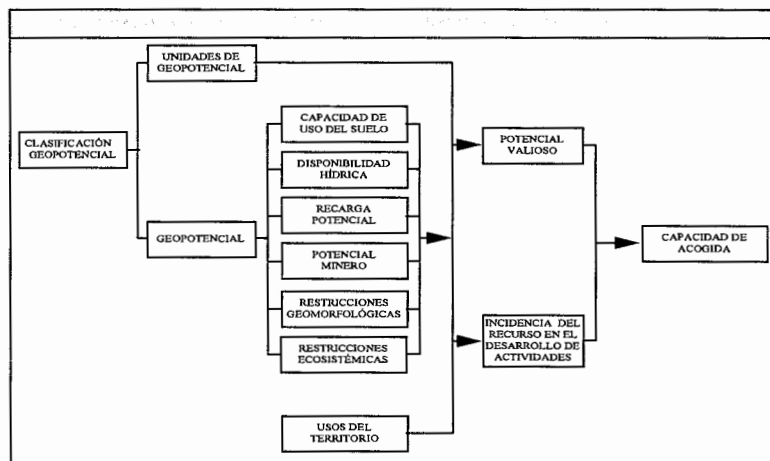 UNIDADES DE
GEOPOTENCIAL
CLASIFICACIÓN
GEOPOTENCIAL
GEOPOTENCIAL
CAPACIDAD DE
USO DEL SUELO
DISPONIBILIDAD
HÍDRICA
RECARGA
POTENCIAL
POTENCIAL
MINERO
RESTRICCIONES
GEOMORFOLÓGICAS
RESTRICCIONES
ECOSISTÉMICAS
USOS DEL
TERRITORIO
POTENCIAL
VALIOSO
INCIDENCIA DEL
RECURSO EN EL
DESARROLLO DE
ACTIVIDADES
CAPACIDAD DE
ACOGIDA